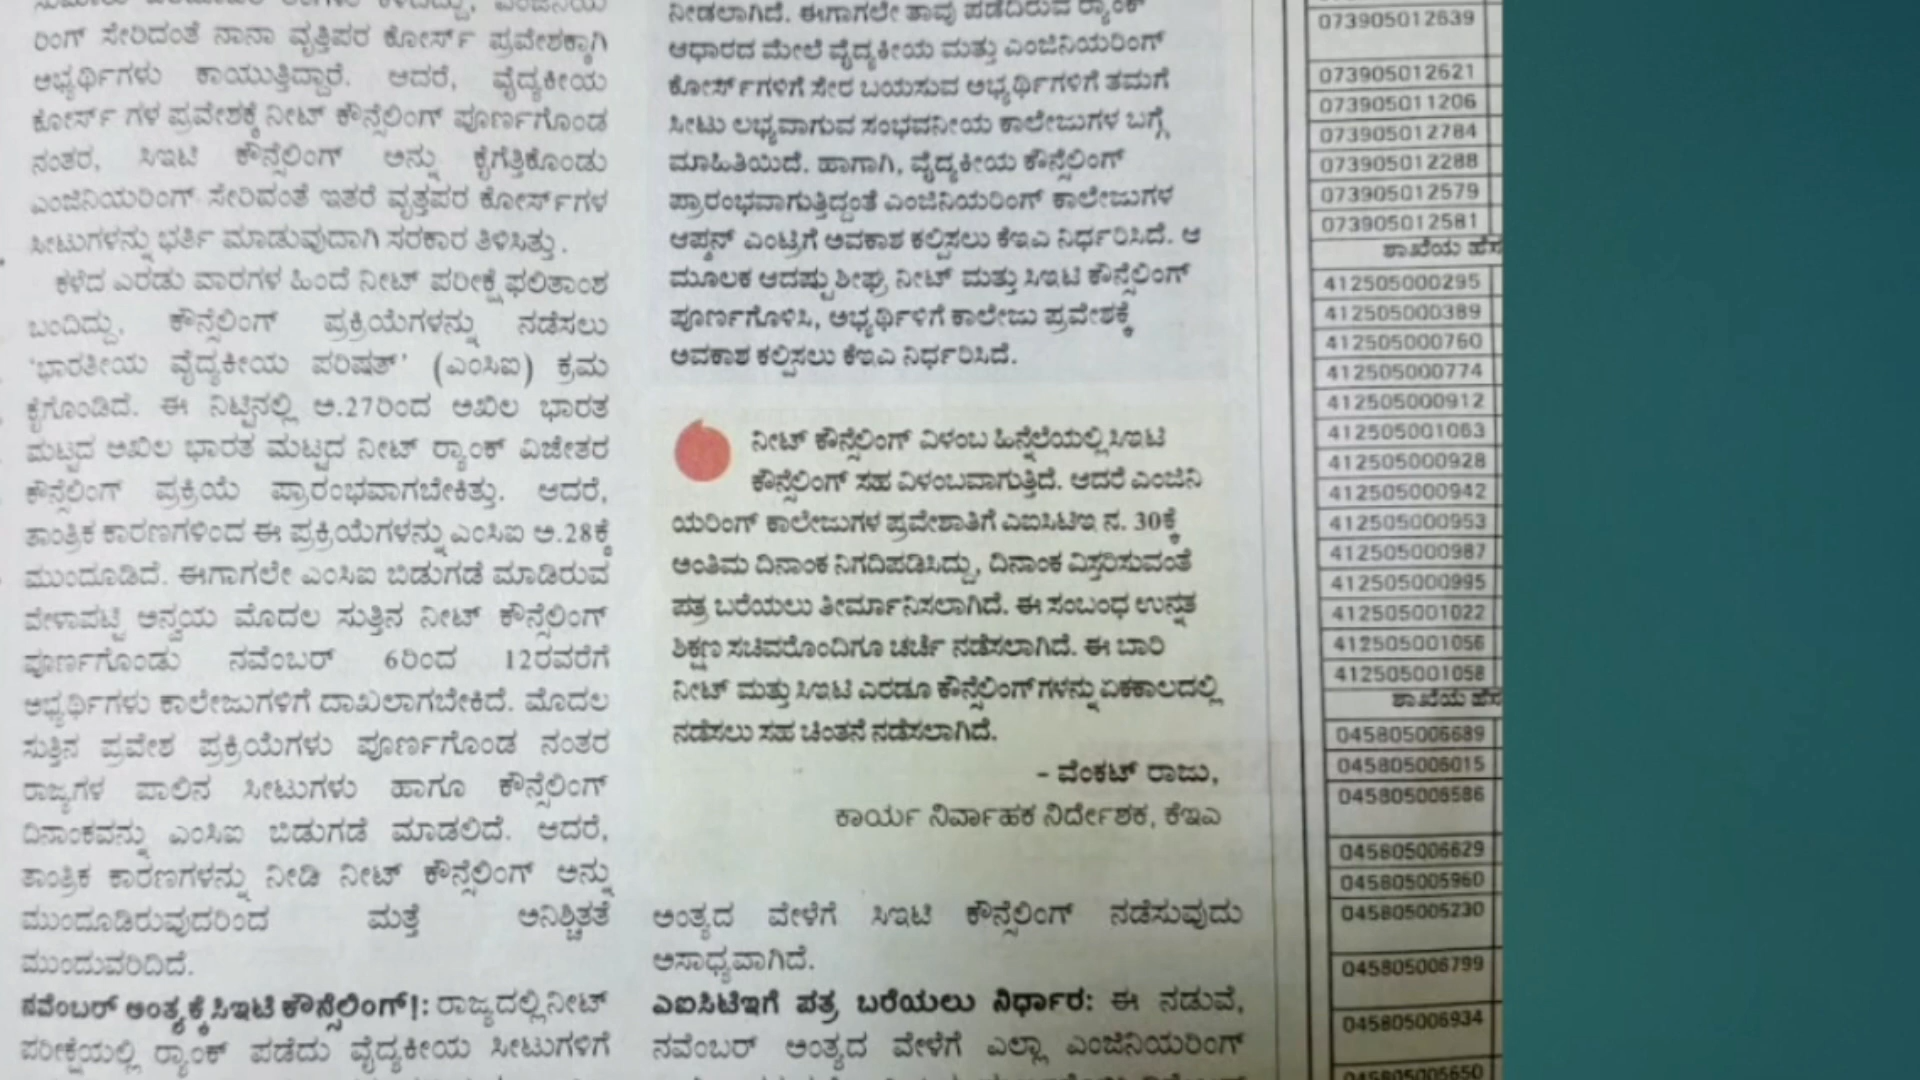 ರಿಂಗ್ ಸೇರಿದಂತೆ ನಾನಾ ವೃತ್ತಿಪರ ಕೋರ್ಸ್ ಪ್ರವೇಶಕ್ಕಾಗಿ
ಅಭ್ಯರ್ಥಿಗಳು ಕಾಯುತ್ತಿದ್ದಾರೆ. ಆದರೆ, ವೈದ್ಯಕೀಯ
ಕೋರ್ಸ್ ಗಳ ಪ್ರವೇಶಕ್ಕೆ ನೀಟ್ ಕೌನ್ಸೆಲಿಂಗ್ ಪೂರ್ಣಗೊಂಡ
ನಂತರ, ಸಿಇಟಿ ಕೌನ್ಸೆಲಿಂಗ್ ಅನ್ನು ಕೈಗೆತ್ತಿಕೊಂಡು
ಎಂಜಿನಿಯರಿಂಗ್ ಸೇರಿದಂತೆ ಇತರೆ ವೃತ್ತಪರ ಕೋರ್ಸ್‌ಗಳ
ಸೀಟುಗಳನ್ನು ಭರ್ತಿ ಮಾಡುವುದಾಗಿ ಸರಕಾರ ತಿಳಿಸಿತ್ತು.
ಕಳೆದ ಎರಡು ವಾರಗಳ ಹಿಂದೆ ನೀಟ್ ಪರೀಕ್ಷೆ ಫಲಿತಾಂಶ
ಬಂದಿದ್ದು, ಕೌನ್ಸೆಲಿಂಗ್ ಪ್ರಕ್ರಿಯೆಗಳನ್ನು ನಡೆಸಲು
'ಭಾರತೀಯ ವೈದ್ಯಕೀಯ ಪರಿಷತ್' (ಎಂಸಿಐ) ಕ್ರಮ
ಕೈಗೊಂಡಿದೆ. ಈ ನಿಟ್ಟಿನಲ್ಲಿ ಅ.27ರಿಂದ ಅಖಿಲ ಭಾರತ
ಮಟ್ಟದ ಅಖಿಲ ಭಾರತ ಮಟ್ಟದ ನೀಟ್ ರ‍್ಯಾಂಕ್ ವಿಜೇತರ
ಕೌನ್ಸೆಲಿಂಗ್ ಪ್ರಕ್ರಿಯೆ ಪ್ರಾರಂಭವಾಗಬೇಕಿತ್ತು. ಆದರೆ,
ತಾಂತ್ರಿಕ ಕಾರಣಗಳಿಂದ ಈ ಪ್ರಕ್ರಿಯೆಗಳನ್ನು ಎಂಸಿಐ ಅ.28ಕ್ಕೆ
ಮುಂದೂಡಿದೆ. ಈಗಾಗಲೇ ಎಂಸಿಐ ಬಿಡುಗಡೆ ಮಾಡಿರುವ
ವೇಳಾಪಟ್ಟಿ ಅನ್ವಯ ಮೊದಲ ಸುತ್ತಿನ ನೀಟ್ ಕೌನ್ಸೆಲಿಂಗ್
ಪೂರ್ಣಗೊಂಡು ನವೆಂಬರ್ 6ರಿಂದ 12ರವರೆಗೆ
ಅಭ್ಯರ್ಥಿಗಳು ಕಾಲೇಜುಗಳಿಗೆ ದಾಖಲಾಗಬೇಕಿದೆ. ಮೊದಲ
ಸುತ್ತಿನ ಪ್ರವೇಶ ಪ್ರಕ್ರಿಯೆಗಳು ಪೂರ್ಣಗೊಂಡ ನಂತರ
ರಾಜ್ಯಗಳ ಪಾಲಿನ ಸೀಟುಗಳು ಹಾಗೂ ಕೌನ್ಸೆಲಿಂಗ್
ದಿನಾಂಕವನ್ನು ಎಂಸಿಐ ಬಿಡುಗಡೆ ಮಾಡಲಿದೆ. ಆದರೆ,
ತಾಂತ್ರಿಕ ಕಾರಣಗಳನ್ನು ನೀಡಿ ನೀಟ್ ಕೌನ್ಸೆಲಿಂಗ್ ಅನ್ನು
ಮುಂದೂಡಿರುವುದರಿಂದ ಮತ್ತೆ ಅನಿಶ್ಚಿತತೆ
ಮುಂದುವರಿದಿದೆ.
ನವೆಂಬರ್ ಅಂತ್ಯಕ್ಕೆ ಸಿಇಟಿ ಕೌನ್ಸೆಲಿಂಗ್!: ರಾಜ್ಯದಲ್ಲಿ ನೀಟ್
ಪರೀಕ್ಷೆಯಲ್ಲಿ ರ‍್ಯಾಂಕ್ ಪಡೆದು ವೈದ್ಯಕೀಯ ಸೀಟುಗಳಿಗೆ
ನೀಡಲಾಗಿದೆ. ಈಗಾಗಲೇ ತಾವು ಪಡೆದಿರುವ ರ‍್ಯಾಂಕ್
ಆಧಾರದ ಮೇಲೆ ವೈದ್ಯಕೀಯ ಮತ್ತು ಎಂಜಿನಿಯರಿಂಗ್
ಕೋರ್ಸ್‌ಗಳಿಗೆ ಸೇರ ಬಯಸುವ ಅಭ್ಯರ್ಥಿಗಳಿಗೆ ತಮಗೆ
ಸೀಟು ಲಭ್ಯವಾಗುವ ಸಂಭವನೀಯ ಕಾಲೇಜುಗಳ ಬಗ್ಗೆ
ಮಾಹಿತಿಯಿದೆ. ಹಾಗಾಗಿ, ವೈದ್ಯಕೀಯ ಕೌನ್ಸೆಲಿಂಗ್
ಪ್ರಾರಂಭವಾಗುತ್ತಿದ್ದಂತೆ ಎಂಜಿನಿಯರಿಂಗ್ ಕಾಲೇಜುಗಳ
ಆಪ್ಶನ್ ಎಂಟ್ರಿಗೆ ಅವಕಾಶ ಕಲ್ಪಿಸಲು ಕೆಇಎ ನಿರ್ಧರಿಸಿದೆ. ಆ
ಮೂಲಕ ಆದಷ್ಟು ಶೀಘ್ರ ನೀಟ್ ಮತ್ತು ಸಿಇಟಿ ಕೌನ್ಸೆಲಿಂಗ್
ಪೂರ್ಣಗೊಳಿಸಿ, ಅಭ್ಯರ್ಥಿಳಿಗೆ ಕಾಲೇಜು ಪ್ರವೇಶಕ್ಕೆ
ಅವಕಾಶ ಕಲ್ಪಿಸಲು ಕೆಇಎ ನಿರ್ಧರಿಸಿದೆ.
ನೀಟ್ ಕೌನ್ಸೆಲಿಂಗ್ ವಿಳಂಬ ಹಿನ್ನೆಲೆಯಲ್ಲಿ ಸಿಇಟಿ
ಕೌನ್ಸೆಲಿಂಗ್ ಸಹ ವಿಳಂಬವಾಗುತ್ತಿದೆ. ಆದರೆ ಎಂಜಿನಿ
ಯರಿಂಗ್ ಕಾಲೇಜುಗಳ ಪ್ರವೇಶಾತಿಗೆ ಎಐಸಿಟಿಇ ನ. 30ಕ್ಕೆ
ಅಂತಿಮ ದಿನಾಂಕ ನಿಗದಿಪಡಿಸಿದ್ದು, ದಿನಾಂಕ ವಿಸ್ತರಿಸುವಂತೆ
ಪತ್ರ ಬರೆಯಲು ತೀರ್ಮಾನಿಸಲಾಗಿದೆ. ಈ ಸಂಬಂಧ ಉನ್ನತ
ಶಿಕ್ಷಣ ಸಚಿವರೊಂದಿಗೂ ಚರ್ಚೆ ನಡೆಸಲಾಗಿದೆ. ಈ ಬಾರಿ
ನೀಟ್ ಮತ್ತು ಸಿಇಟಿ ಎರಡೂ ಕೌನ್ಸೆಲಿಂಗ್‌ಗಳನ್ನು ಏಕಕಾಲದಲ್ಲಿ
ನಡೆಸಲು ಸಹ ಚಿಂತನೆ ನಡೆಸಲಾಗಿದೆ.
- ವೆಂಕಟ್ ರಾಜು,
ಕಾರ್ಯ ನಿರ್ವಾಹಕ ನಿರ್ದೇಶಕ, ಕೆಇಎ
ಅಂತ್ಯದ ವೇಳೆಗೆ ಸಿಇಟಿ ಕೌನ್ಸೆಲಿಂಗ್ ನಡೆಸುವುದು
ಅಸಾಧ್ಯವಾಗಿದೆ.
ಎಐಸಿಟಿಇಗೆ ಪತ್ರ ಬರೆಯಲು ನಿರ್ಧಾರ: ಈ ನಡುವೆ,
ನವೆಂಬರ್ ಅಂತ್ಯದ ವೇಳೆಗೆ ಎಲ್ಲಾ ಎಂಜಿನಿಯರಿಂಗ್
073905012639
073905012621
073905011206
073905012784
073905012288
073905012579
073905012581
ಶಾಖೆಯ ಹೆಸ
412505000295
412505000389
412505000760
412505000774
412505000912
412505001063
412505000928
412505000942
412505000953
412505000987
412505000995
412505001022
412505001056
412505001058
ಶಾಖೆಯ ಹೆಸ
045805006689
045805006015
045805006586
045805006629
045805005960
045805005230
045805006799
045805006934
045805005650